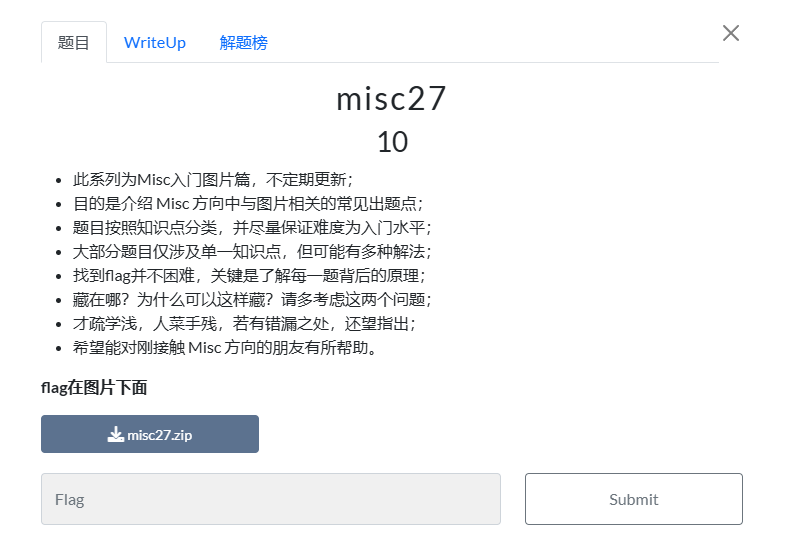 题目 WriteUp 解题榜
misc27
10
此系列为Misc入门图片篇，不定期更新；
目的是介绍 Misc 方向中与图片相关的常见出题点；
题目按照知识点分类，并尽量保证难度为入门水平；
大部分题目仅涉及单一知识点，但可能有多种解法；
找到flag并不困难，关键是了解每一题背后的原理；
藏在哪？为什么可以这样藏？请多考虑这两个问题；
才疏学浅，人菜手残，若有错漏之处，还望指出；
希望能对刚接触 Misc 方向的朋友有所帮助。
flag在图片下面
misc27.zip
Flag Submit